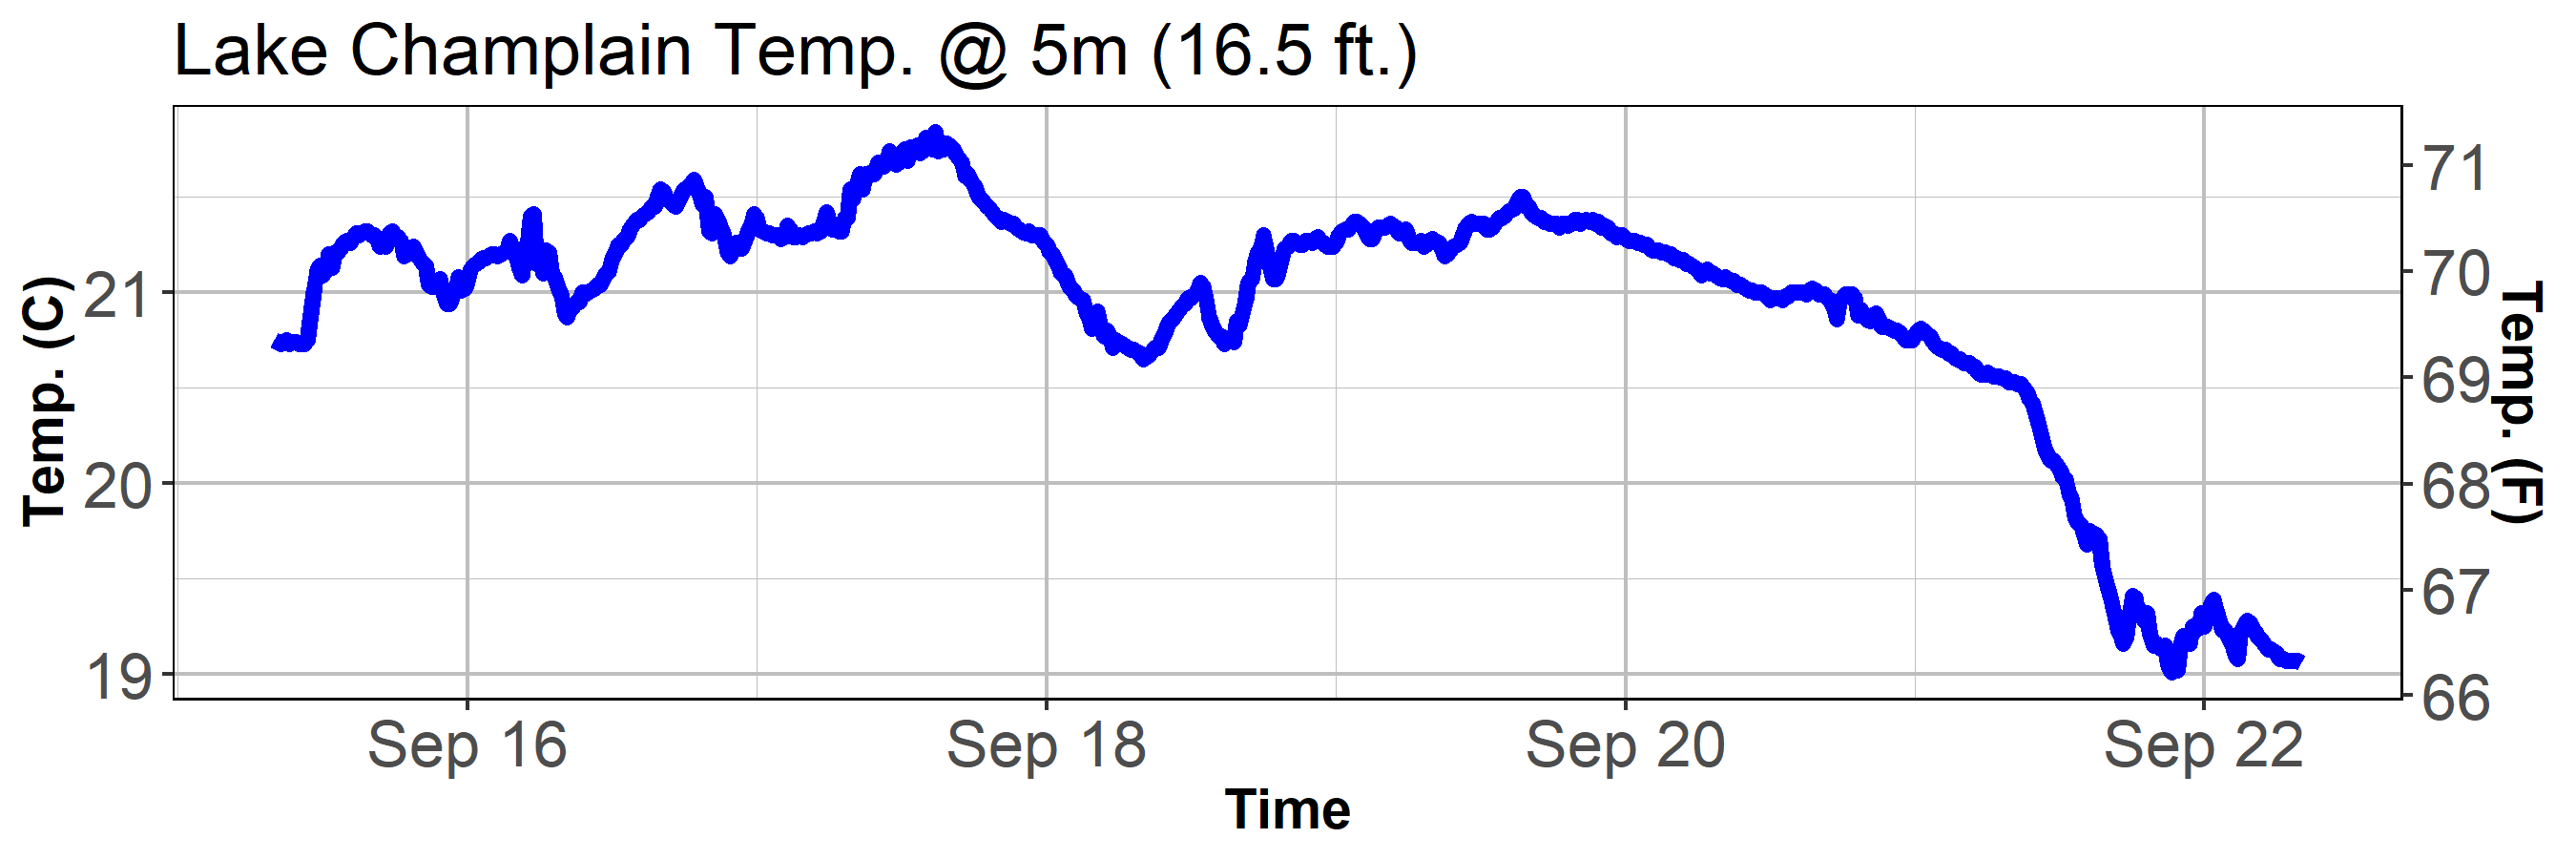 Lake Champlain Temp. @ 5m (16.5 ft.)
Temp. (C)
21
20
19
71
70
69
68
67
66
Temp. (F)
Sep 16
Sep 18
Sep 20
Sep 22
Time